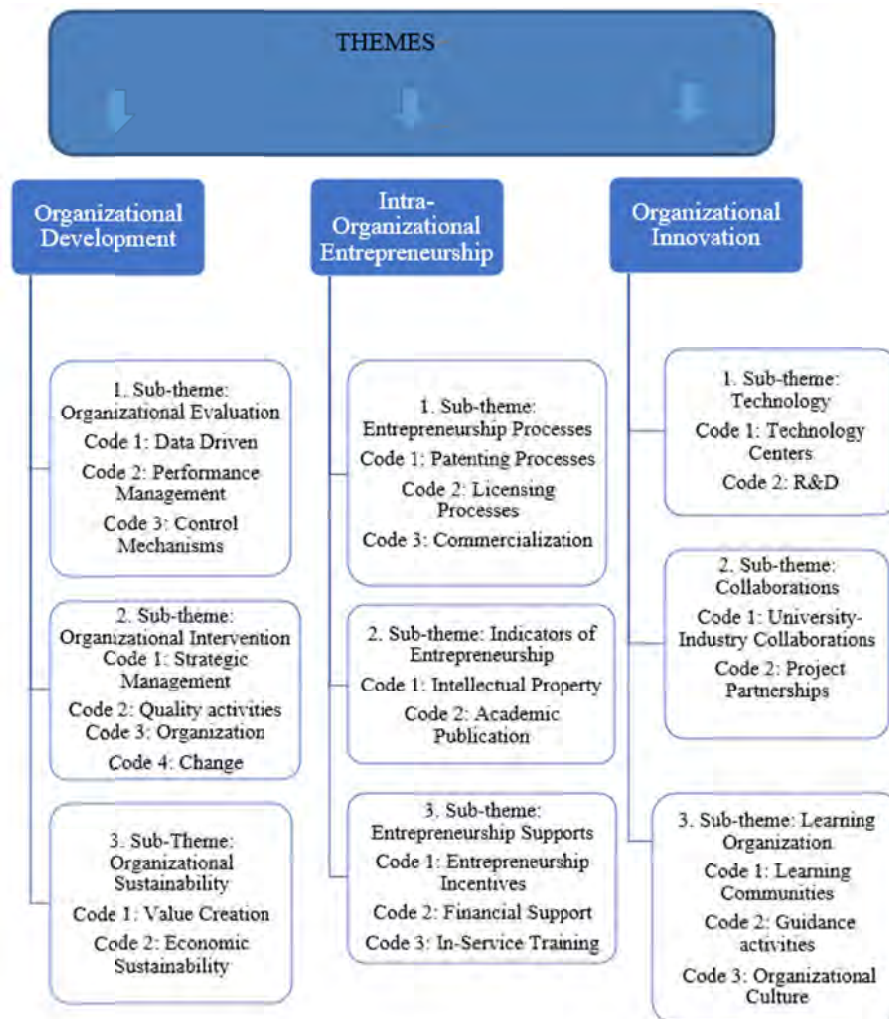 THEMES
Organizational
Development
1. Sub-theme:
Organizational Evaluation
Code 1: Data Driven
Code 2: Performance
Management
Code 3: Control
Mechanisms
2. Sub-theme:
Organizational Intervention
Code 1: Strategic
Management
Code 2: Quality activities
Code 3: Organization
Code 4: Change
3. Sub-Theme:
Organizational
Sustainability
Code 1: Value Creation
Code 2: Economic
Sustainability
Intra-
Organizational
Entrepreneurship
1. Sub-theme:
Entrepreneurship Processes
Code 1: Patenting Processes
Code 2: Licensing
Processes
Code 3: Commercialization
2. Sub-theme: Indicators of
Entrepreneurship
Code 1: Intellectual Property
Code 2: Academic
Publication
3. Sub-theme:
Entrepreneurship Supports
Code 1: Entrepreneurship
Incentives
Code 2: Financial Support
Code 3: In-Service Training
Organizational
Innovation
1. Sub-theme:
Technology
Code 1: Technology
Centers
Code 2: R&D
2. Sub-theme:
Collaborations
Code 1: University-
Industry Collaborations
Code 2: Project
Partnerships
3. Sub-theme: Learning
Organization
Code 1: Learning
Communities
Code 2: Guidance
activities
Code 3: Organizational
Culture